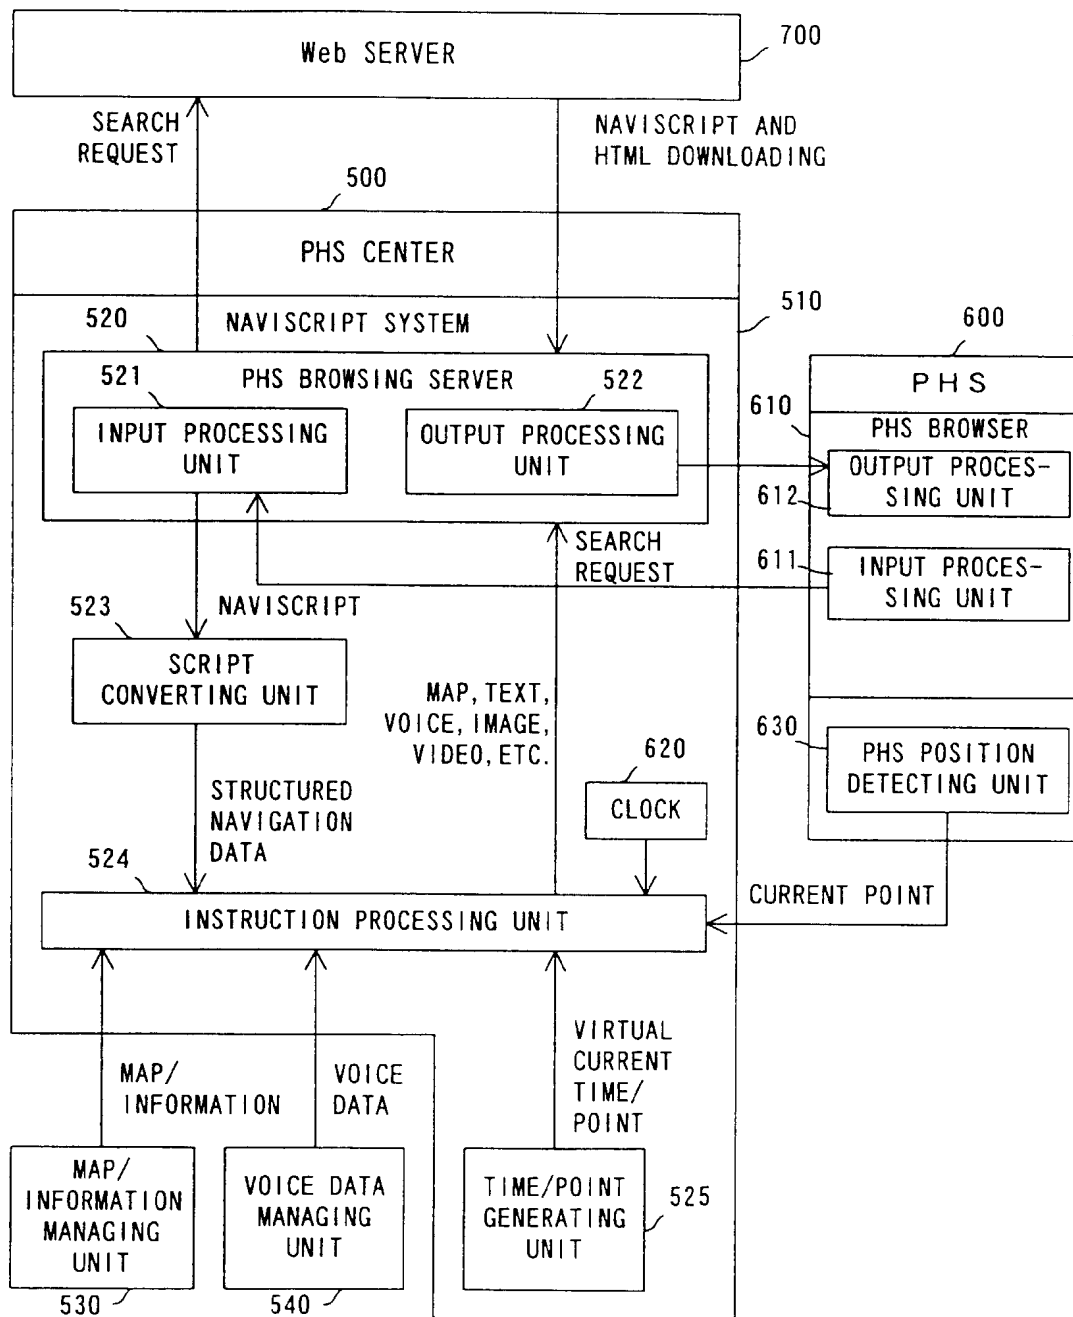 Web SERVER
700
SEARCH
REQUEST
NAVISCRIPT AND
HTML DOWNLOADING
500
PHS CENTER
510
520
NAVISCRIPT SYSTEM
600
PHS
521
PHS BROWSING SERVER
522
610
PHS BROWSER
INPUT PROCESSING
UNIT
OUTPUT PROCESSING
UNIT
OUTPUT PROCES-
SING UNIT
612
SEARCH
REQUEST
611
INPUT PROCES-
SING UNIT
523
NAVISCRIPT
SCRIPT
CONVERTING UNIT
MAP, TEXT,
VOICE, IMAGE,
VIDEO, ETC.
630
PHS POSITION
DETECTING UNIT
620
CLOCK
STRUCTURED
NAVIGATION
DATA
524
INSTRUCTION PROCESSING UNIT
CURRENT POINT
MAP/
INFORMATION
VOICE
DATA
VIRTUAL
CURRENT
TIME/
POINT
MAP/
INFORMATION
MANAGING
UNIT
530
VOICE DATA
MANAGING
UNIT
540
TIME/POINT
GENERATING
UNIT
525